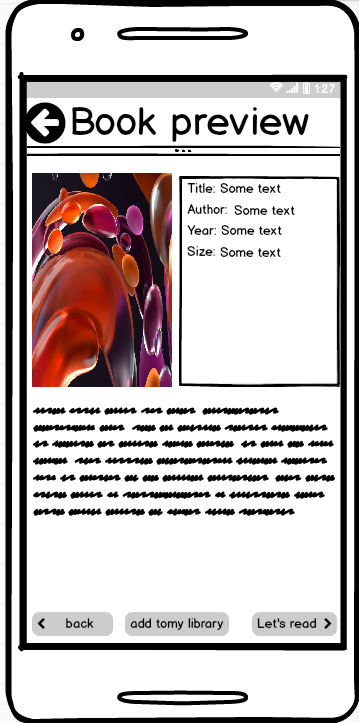 1:27
Book preview
Title: Some text
Author: Some text
Year: Some text
Size: Some text
back
add tomy library
Let's read